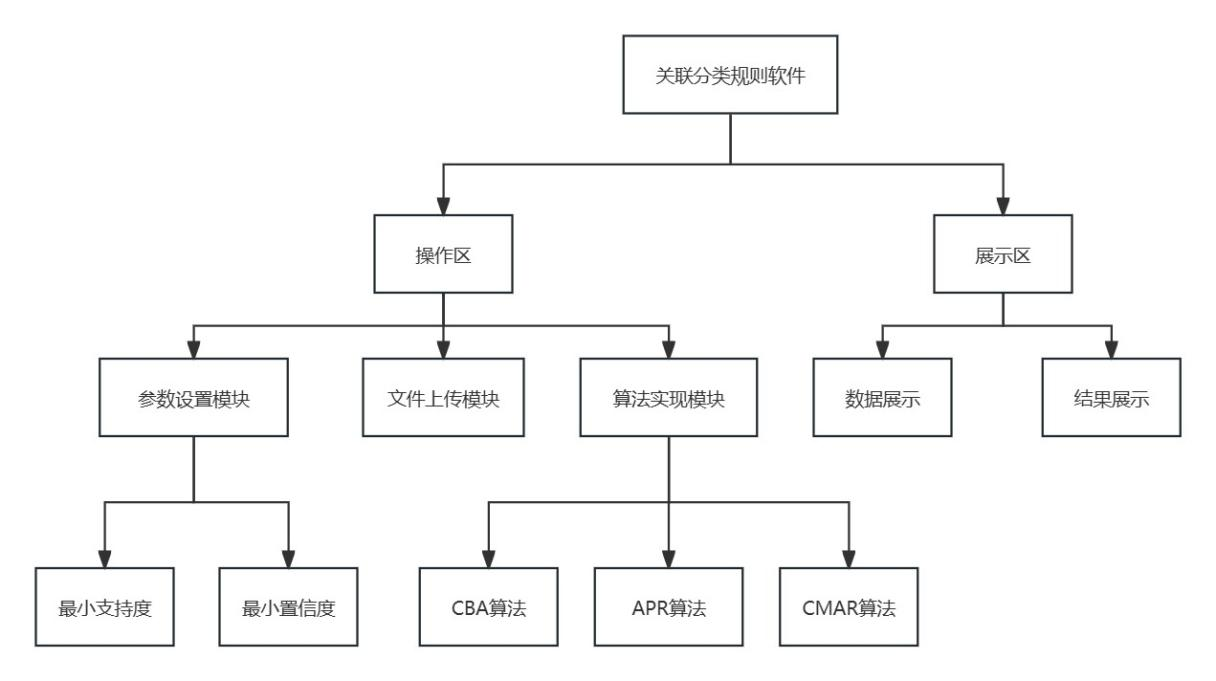 关联分类规则软件
操作区
展示区
参数设置模块
文件上传模块
算法实现模块
数据展示
结果展示
最小支持度
最小置信度
CBA算法
APR算法
CMAR算法